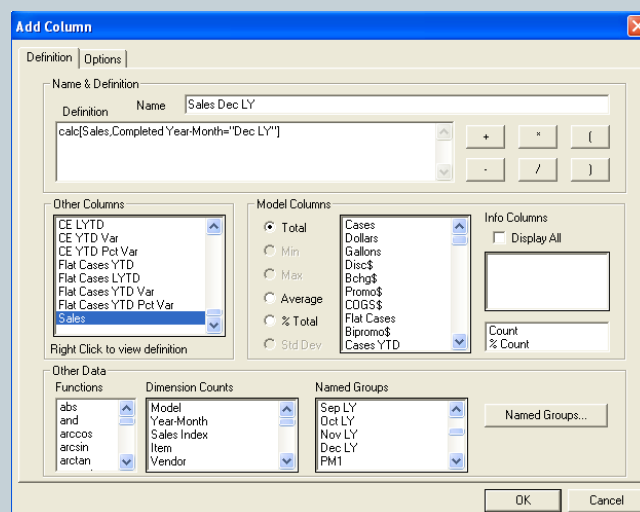 Add Column
Definition Options
Name & Definition
Definition Name Sales Dec LY
calc[Sales,Completed Year-Month="Dec LY"]
+ * (
- / )
Other Columns
CE LYTD
CE YTD Var
CE YTD Pct Var
Flat Cases YTD
Flat Cases LYTD
Flat Cases YTD Var
Flat Cases YTD Pct Var
Sales
Right Click to view definition
Model Columns
Total
Min
Max
Average
% Total
Std Dev
Cases
Dollars
Gallons
Disc$
Bchg$
Promo$
COGS$
Flat Cases
Bipromo$
Cases YTD
Info Columns
Display All
Count
% Count
Other Data
Functions
abs
and
arccos
arcsin
arctan
Dimension Counts
Model
Year-Month
Sales Index
Item
Vendor
Named Groups
Sep LY
Oct LY
Nov LY
Dec LY
PM1
Named Groups...
OK Cancel